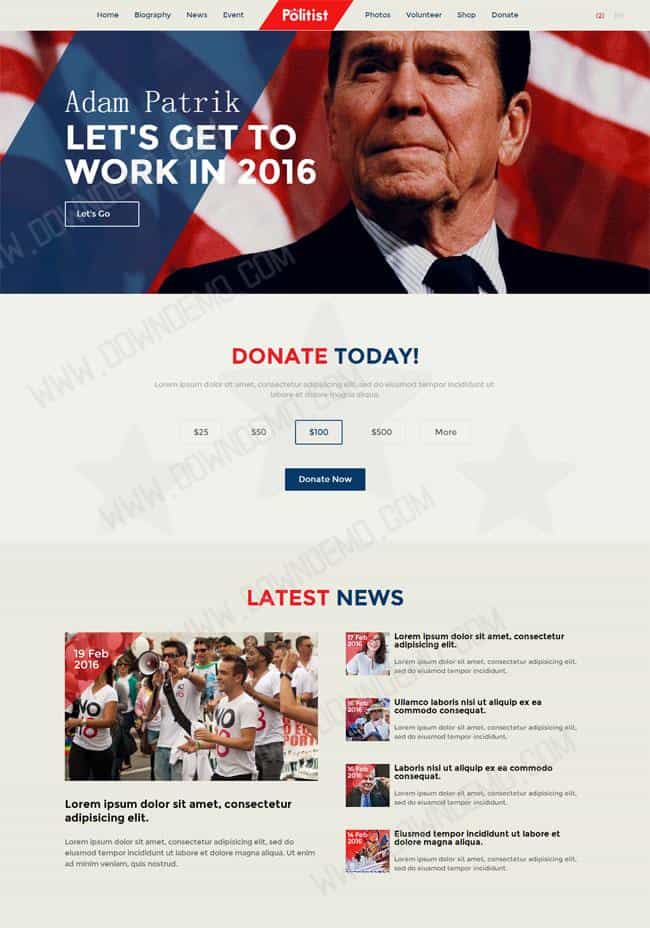 Home Biography News Event Politist Photos Volunteer Shop Donate (2)
Adam Patrik
LET'S GET TO
WORK IN 2016
Let's Go
DONATE TODAY!
Lorem ipsum dolor sit amet, consectetur adipisicing elit, sed do eiusmod tempor incididunt ut
labore et dolore magna aliqua.
$25 $50 $100 $500 More
Donate Now
LATEST NEWS
19 Feb
2016
NO
Lorem ipsum dolor sit amet, consectetur
adipisicing elit.
Lorem ipsum dolor sit amet, consectetur adipisicing elit, sed do
eiusmod tempor incididunt ut labore et dolore magna aliqua. Ut enim
ad minim veniam, quis nostrud.
17 Feb
2016
Lorem ipsum dolor sit amet, consectetur
adipisicing elit.
Lorem ipsum dolor sit amet, consectetur adipisicing elit,
sed do eiusmod tempor incididunt.
16 Feb
2016
Ullamco laboris nisi ut aliquip ex ea
commodo consequat.
Lorem ipsum dolor sit amet, consectetur adipisicing elit,
sed do eiusmod tempor incididunt.
16 Feb
2016
Laboris nisi ut aliquip ex ea commodo
consequat.
Lorem ipsum dolor sit amet, consectetur adipisicing elit,
sed do eiusmod tempor incididunt.
14 Feb
2016
Eiusmod tempor incididunt ut labore et
dolore magna aliqua.
Lorem ipsum dolor sit amet, consectetur adipisicing elit,
sed do eiusmod tempor incididunt.
WWW.DOWNDEMO.COM
WWW.DOWNDEMO.COM
WWW.DOWNDEMO.COM